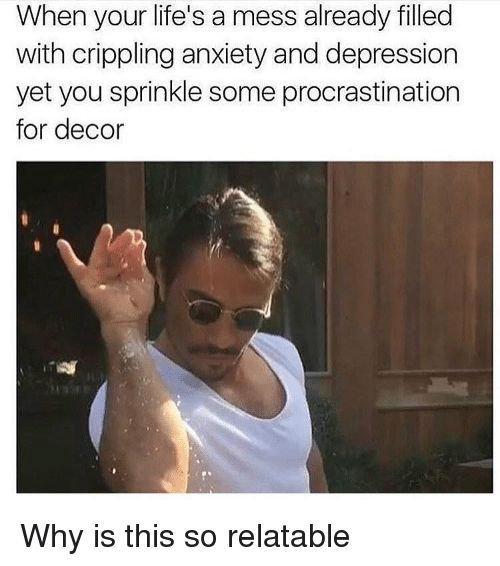 When your life's a mess already filled
with crippling anxiety and depression
yet you sprinkle some procrastination
for decor
Why is this so relatable